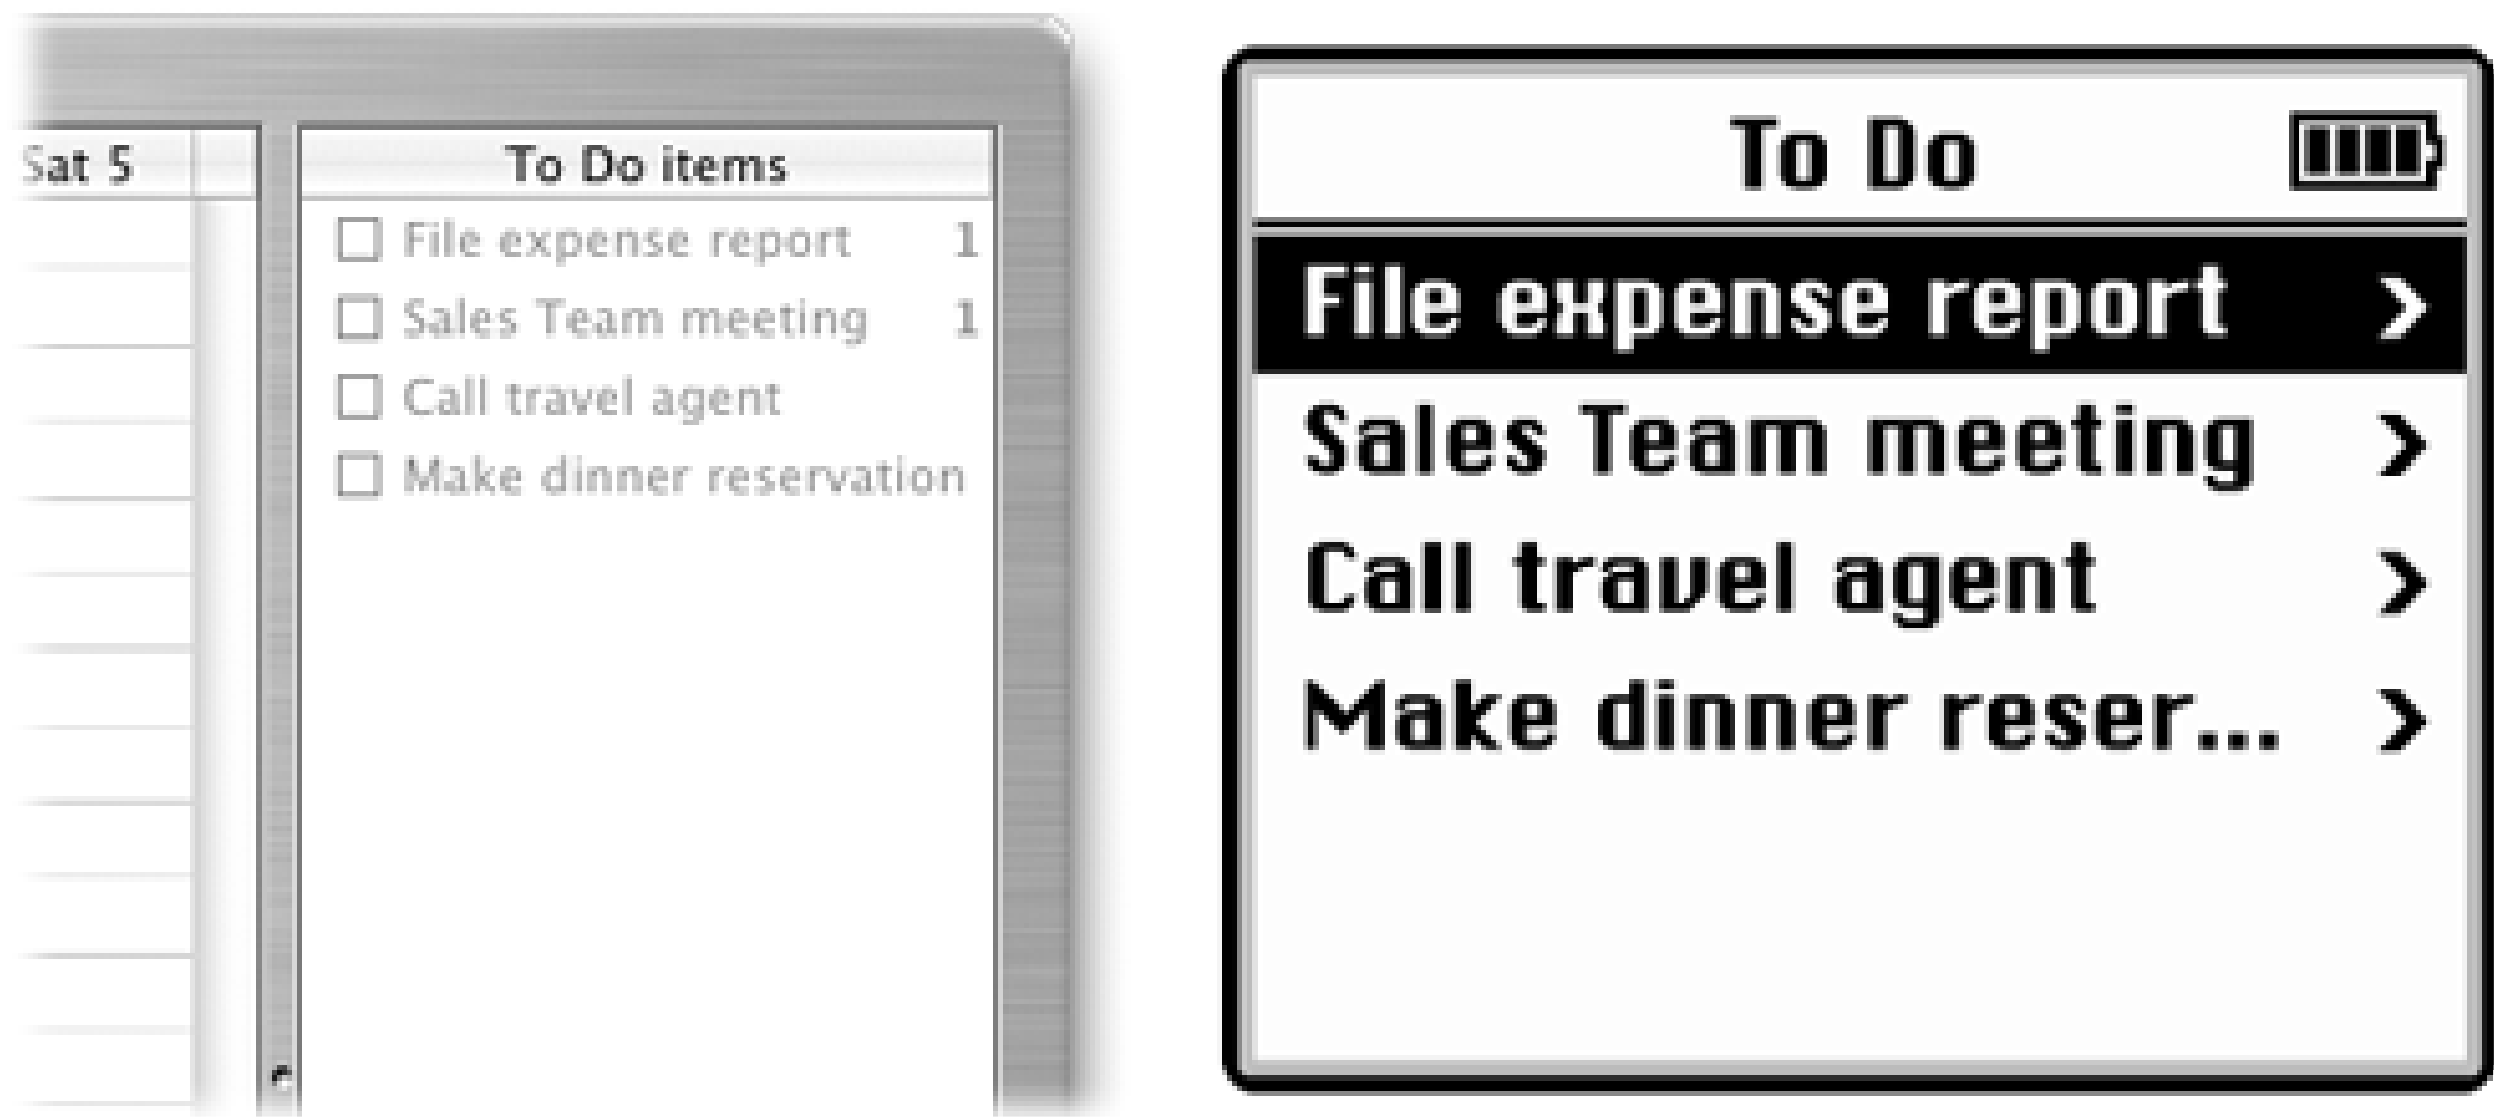 Sat 5
To Do items
File expense report 1
Sales Team meeting 1
Call travel agent
Make dinner reservation
To Do
File expense report >
Sales Team meeting >
Call travel agent >
Make dinner reser... >